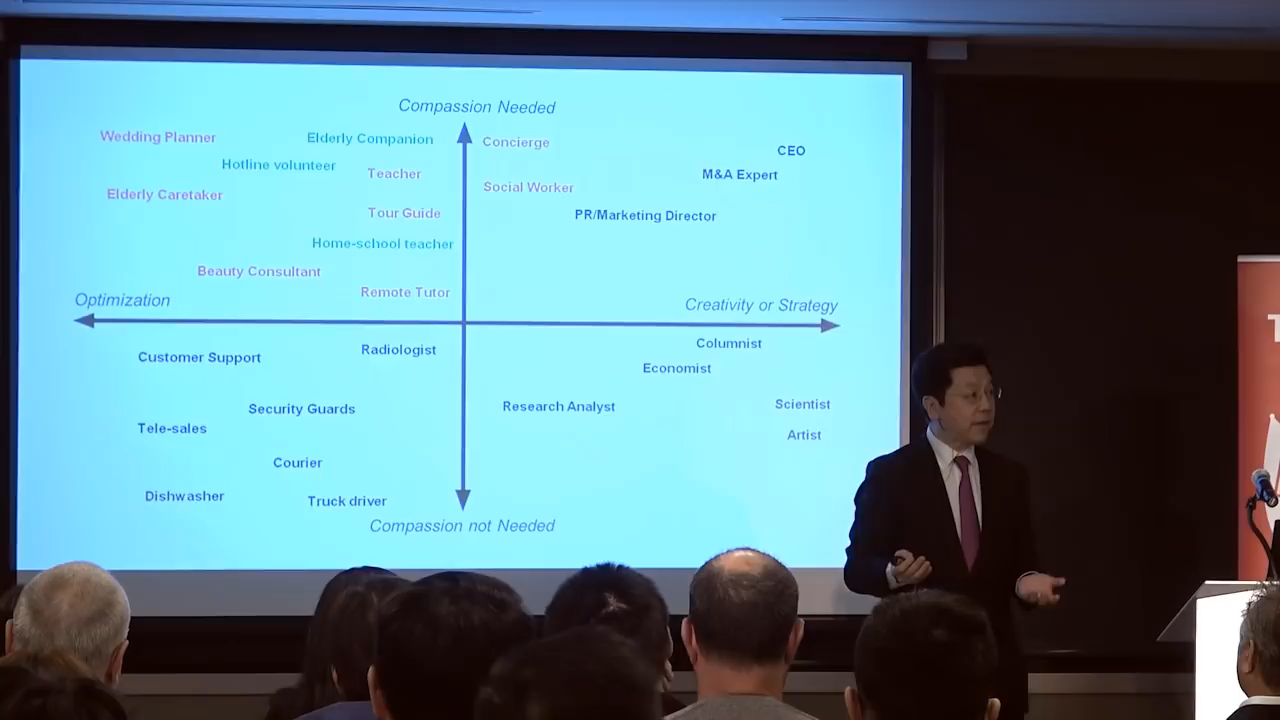 Compassion Needed
Wedding Planner
Elderly Companion
Concierge
CEO
Hotline volunteer
Teacher
M&A Expert
Elderly Caretaker
Social Worker
Tour Guide
PR/Marketing Director
Home-school teacher
Beauty Consultant
Remote Tutor
Optimization
Creativity or Strategy
Customer Support
Radiologist
Columnist
Economist
Security Guards
Research Analyst
Scientist
Tele-sales
Artist
Courier
Dishwasher
Truck driver
Compassion not Needed